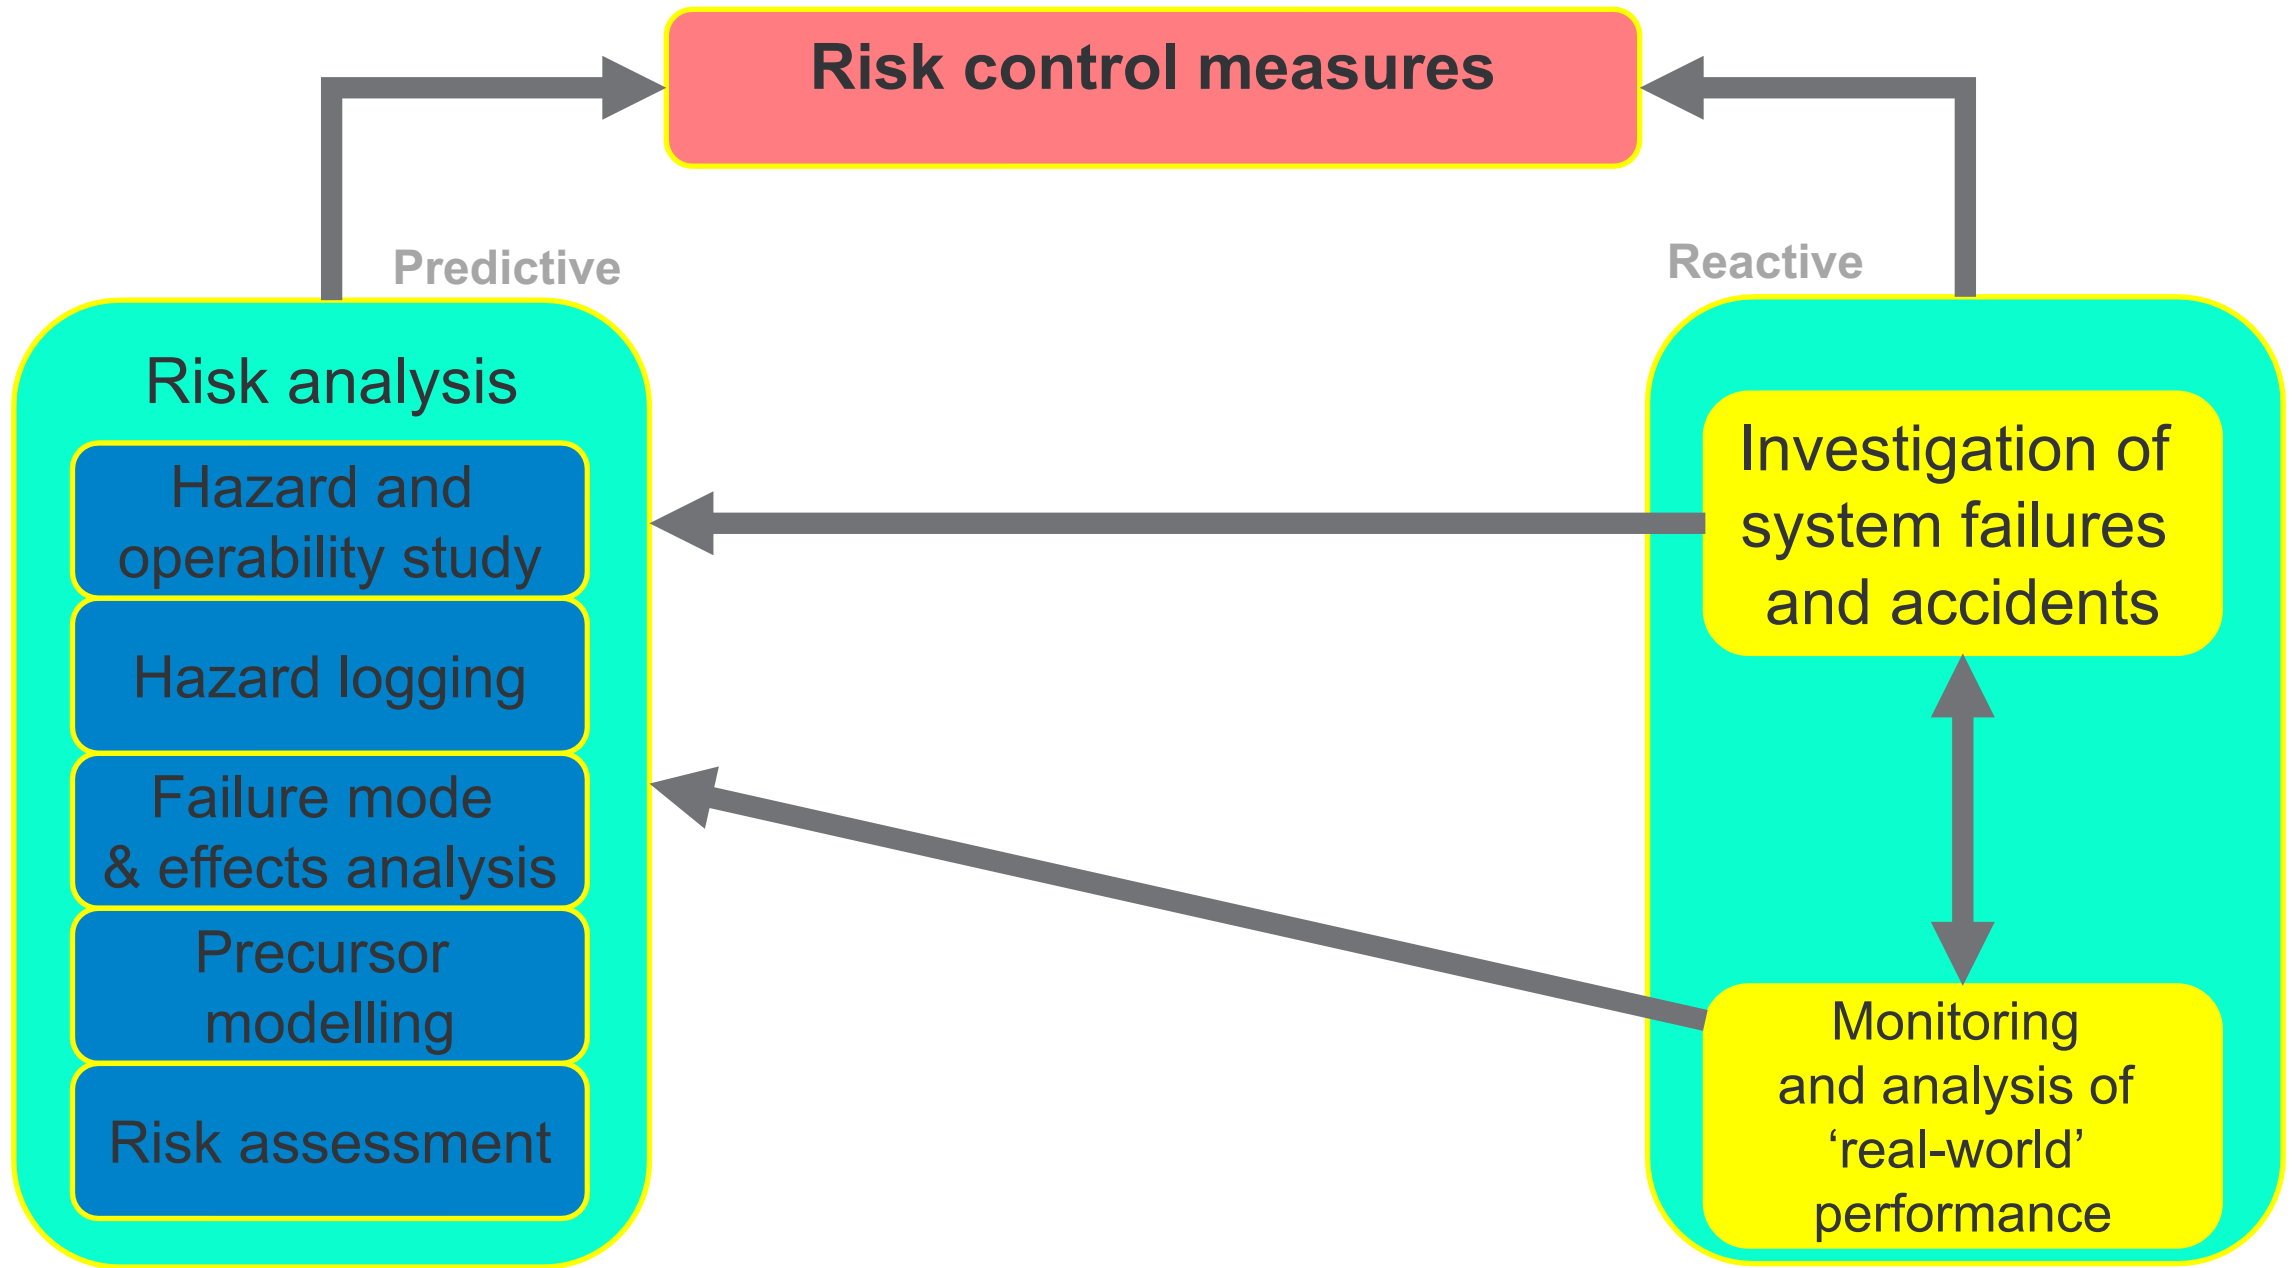 Risk control measures
Predictive
Reactive
Risk analysis
Hazard and
operability study
Hazard logging
Failure mode
& effects analysis
Precursor
modelling
Risk assessment
Investigation of
system failures
and accidents
Monitoring
and analysis of
‘real-world’
performance